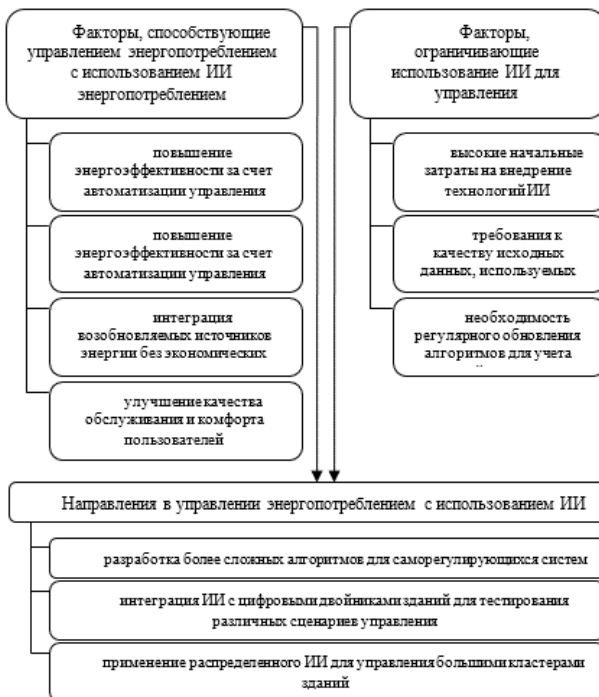 Факторы, способствующие
управлением энергопотреблением
с использованием ИИ
энергопотреблением
повышение
энергоэффективности за счет
автоматизации управления
повышение
энергоэффективности за счет
автоматизации управления
интеграция
возобновляемых источников
энергии без экономических
улучшение качества
обслуживания и комфорта
пользователей
Факторы,
ограничивающие
использование ИИ для
управления
высокие начальные
затраты на внедрение
технологий ИИ
требования к
качеству исходных
данных, используемых
необходимость
регулярного обновления
алгоритмов для учета
Направления в управлении энергопотреблением с использованием ИИ
разработка более сложных алгоритмов для саморегулирующихся систем
интеграция ИИ с цифровыми двойниками зданий для тестирования
различных сценариев управления
применение распределенного ИИ для управления большими кластерами
зданий